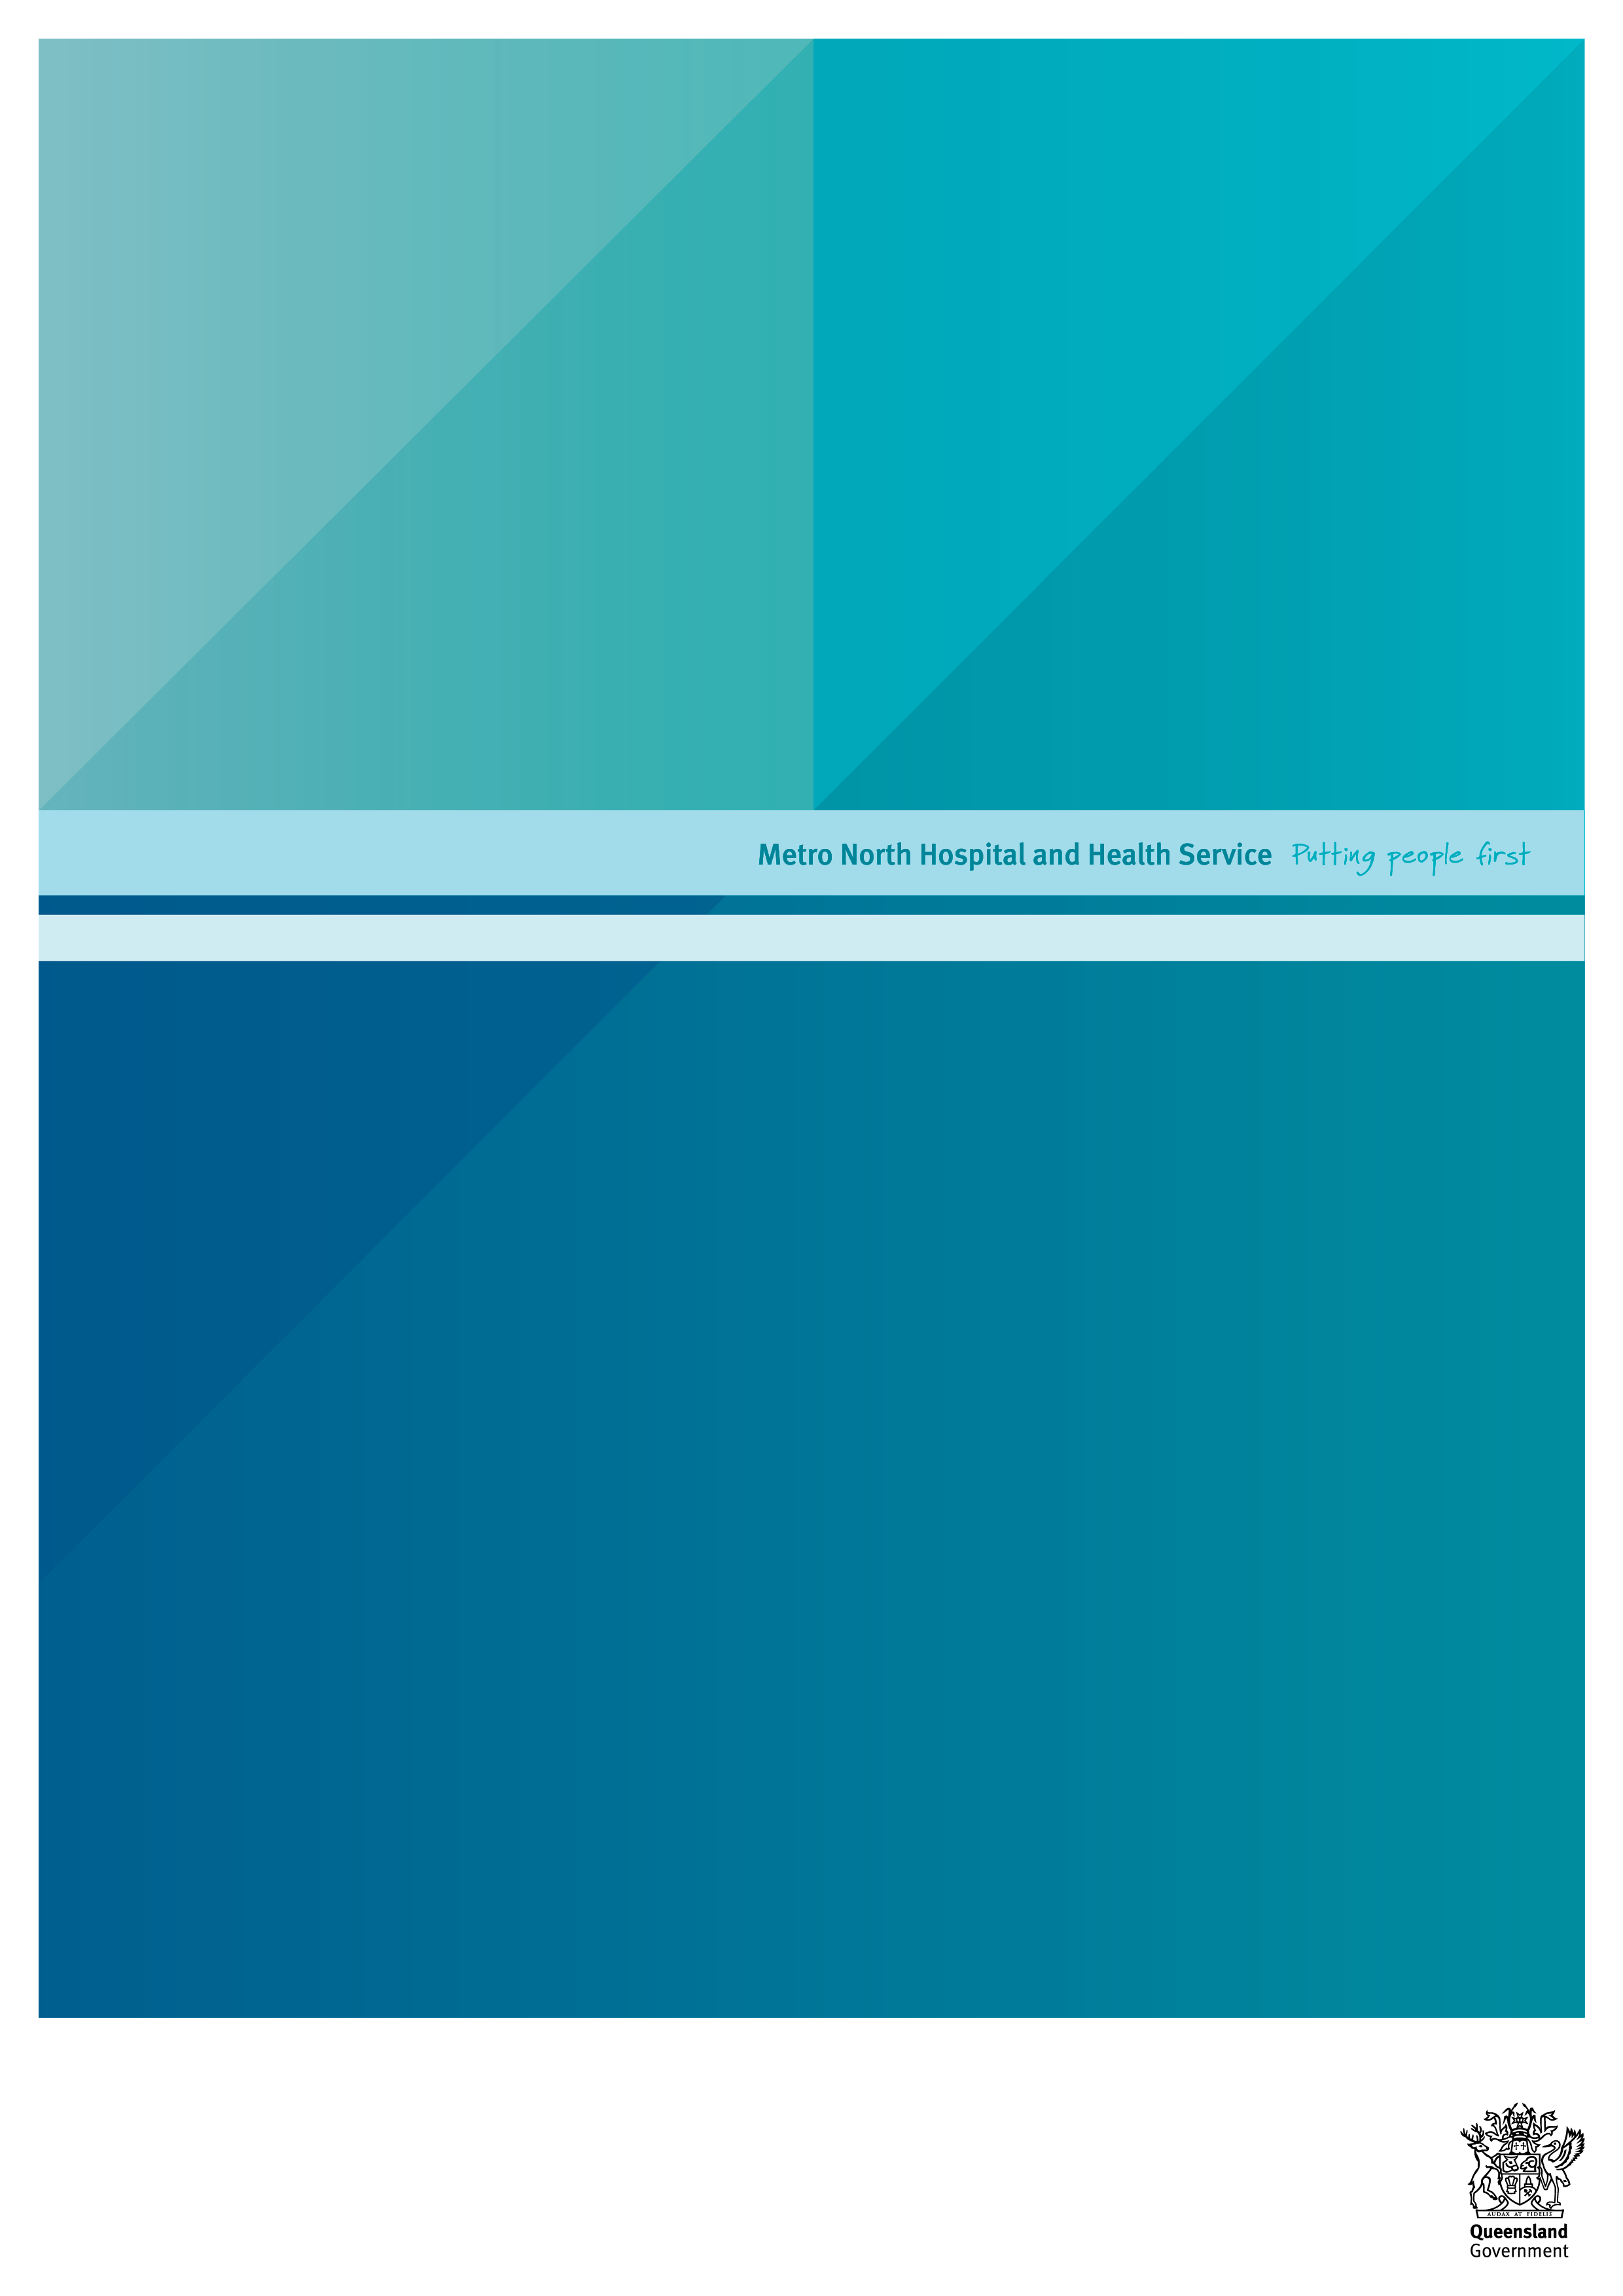 Metro North Hospital and Health Service Putting people first
AUDAX AT FIDELIS
Queensland
Government